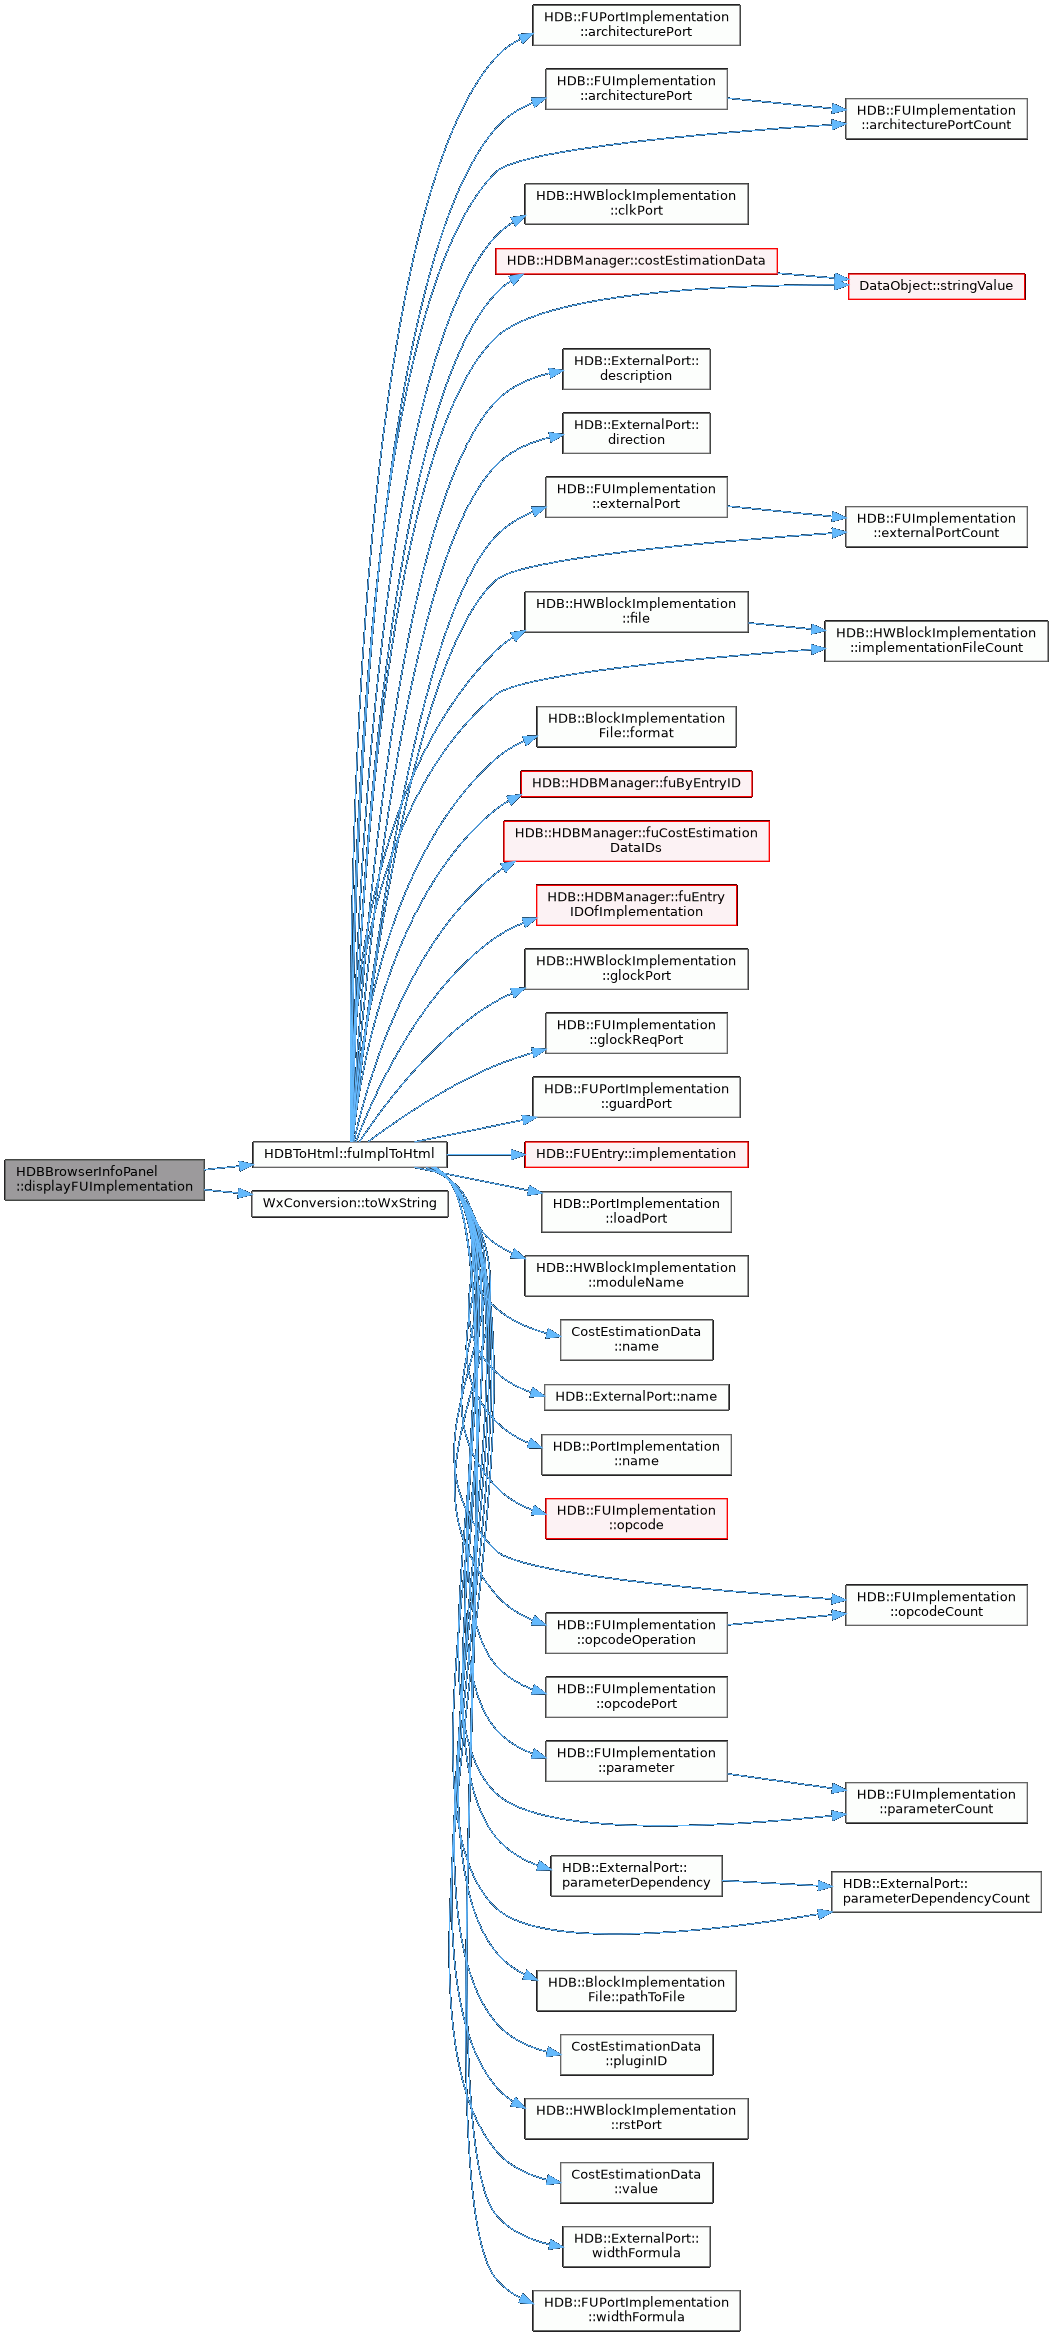 HDB::FUPortImplementation
::architecturePort
HDB::FUImplementation
::architecturePort
HDB::FUImplementation
::architecturePortCount
HDB::HWBlockImplementation
::clkPort
HDB::HDBManager::costEstimationData
DataObject::stringValue
HDB::ExternalPort::
description
HDB::ExternalPort::
direction
HDB::FUImplementation
::externalPort
HDB::FUImplementation
::externalPortCount
HDB::HWBlockImplementation
::file
HDB::HWBlockImplementation
::implementationFileCount
HDB::BlockImplementation
File::format
HDB::HDBManager::fuByEntryID
HDB::HDBManager::fuCostEstimation
DataIDs
HDB::HDBManager::fuEntry
IDOfImplementation
HDB::HWBlockImplementation
::glockPort
HDB::FUImplementation
::glockReqPort
HDB::FUPortImplementation
::guardPort
HDBToHtml::fuImplToHtml
HDB::FUEntry::implementation
HDBBrowserInfoPanel
::displayFUImplementation
WxConversion::toWxString
HDB::PortImplementation
::loadPort
HDB::HWBlockImplementation
::moduleName
CostEstimationData
::name
HDB::ExternalPort::name
HDB::PortImplementation
::name
HDB::FUImplementation
::opcode
HDB::FUImplementation
::opcodeCount
HDB::FUImplementation
::opcodeOperation
HDB::FUImplementation
::opcodePort
HDB::FUImplementation
::parameter
HDB::FUImplementation
::parameterCount
HDB::ExternalPort::
parameterDependency
HDB::ExternalPort::
parameterDependencyCount
HDB::BlockImplementation
File::pathToFile
CostEstimationData
::pluginID
HDB::HWBlockImplementation
::rstPort
CostEstimationData
::value
HDB::ExternalPort::
widthFormula
HDB::FUPortImplementation
::widthFormula